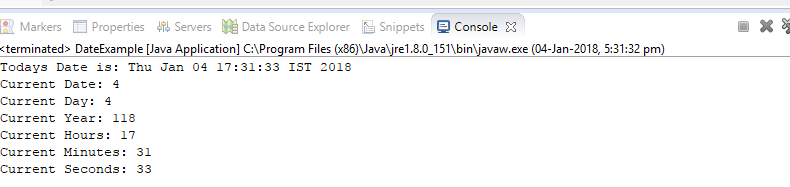 Markers Properties Servers Data Source Explorer Snippets Console
<terminated> DateExample [Java Application] C:\Program Files (x86)\Java\jre1.8.0_151\bin\javaw.exe (04-Jan-2018, 5:31:32 pm)
Todays Date is: Thu Jan 04 17:31:33 IST 2018
Current Date: 4
Current Day: 4
Current Year: 118
Current Hours: 17
Current Minutes: 31
Current Seconds: 33